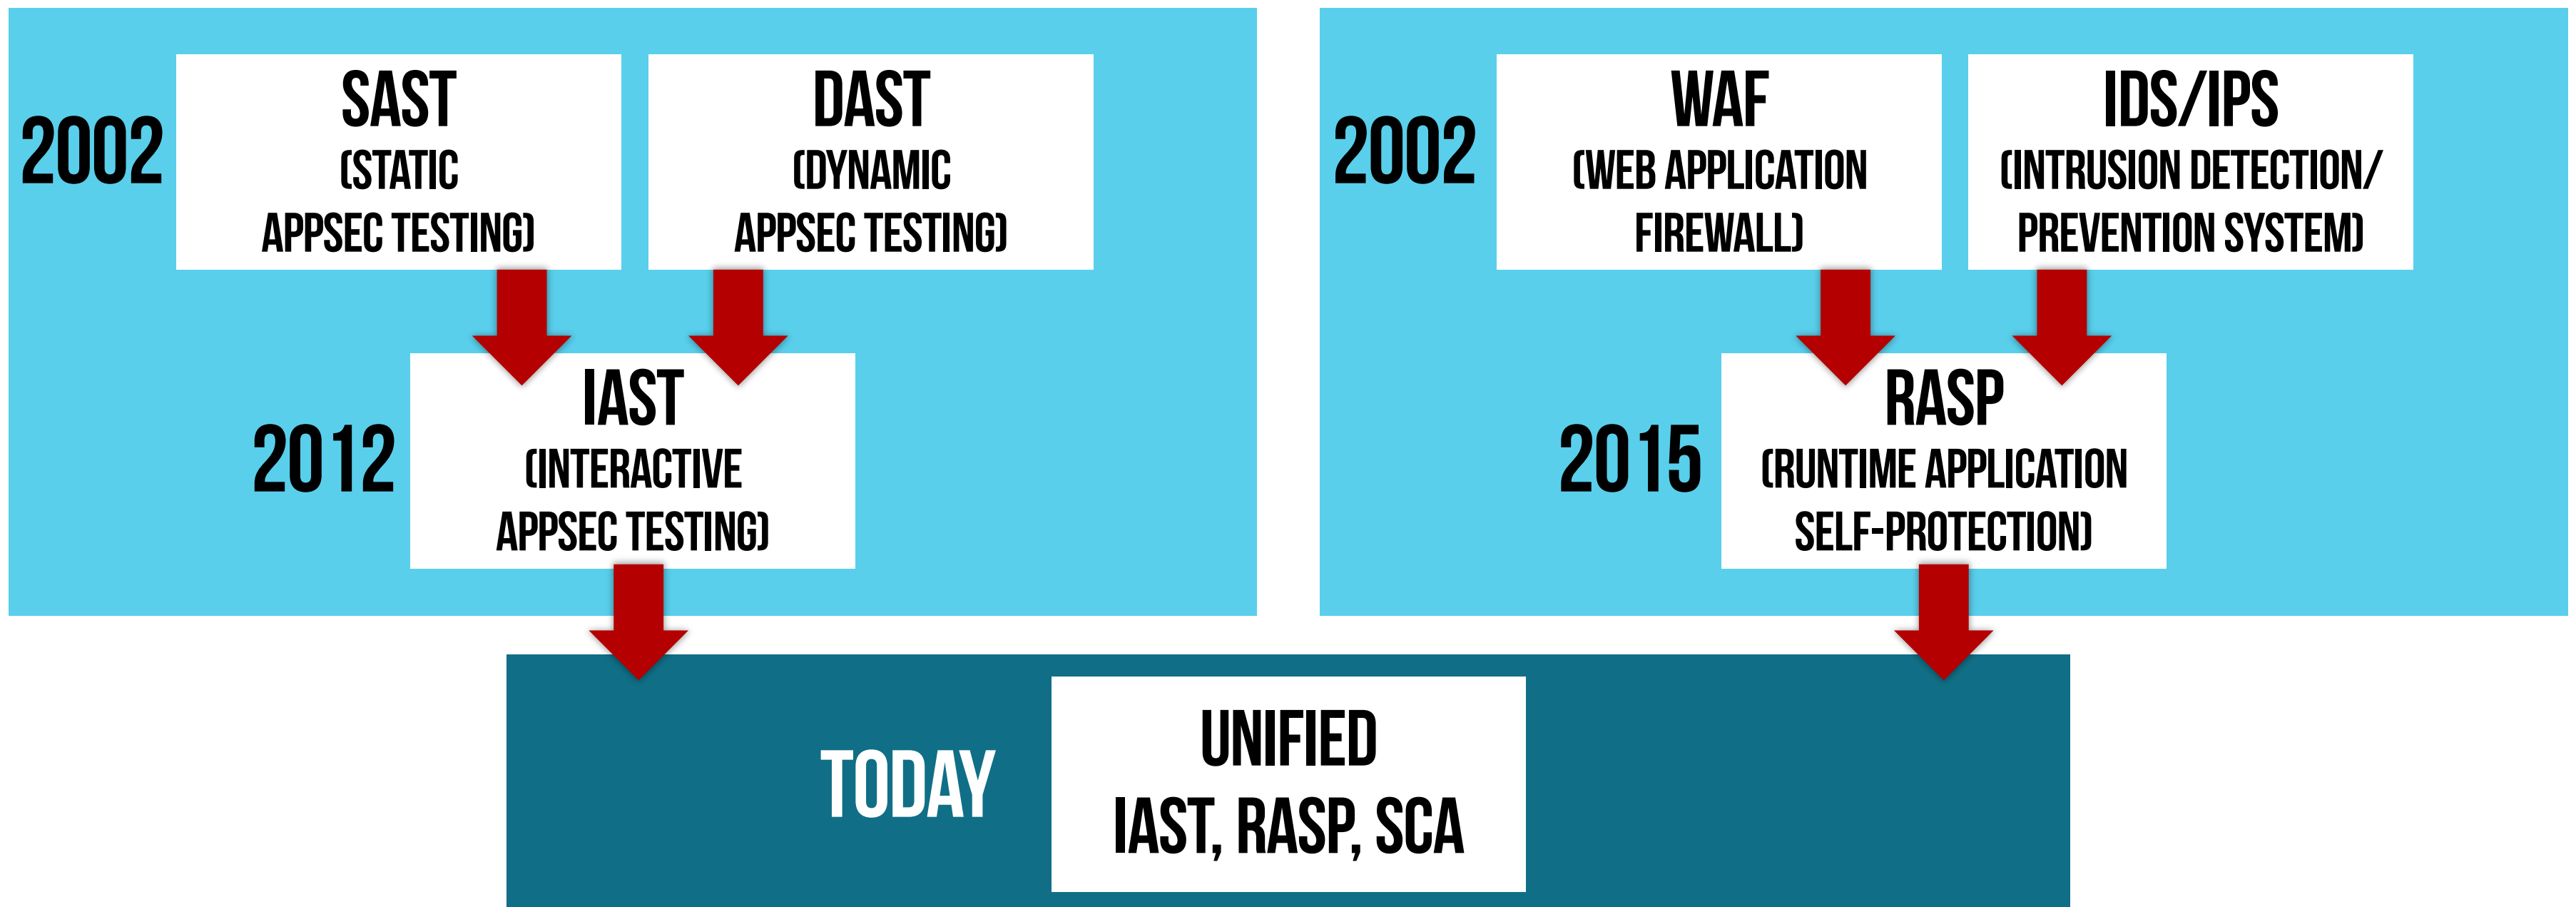 2002
SAST
(STATIC
APPSEC TESTING)
DAST
(DYNAMIC
APPSEC TESTING)
2012
IAST
(INTERACTIVE
APPSEC TESTING)
2002
WAF
(WEB APPLICATION
FIREWALL)
IDS/IPS
(INTRUSION DETECTION/
PREVENTION SYSTEM)
2015
RASP
(RUNTIME APPLICATION
SELF-PROTECTION)
TODAY
UNIFIED
IAST, RASP, SCA